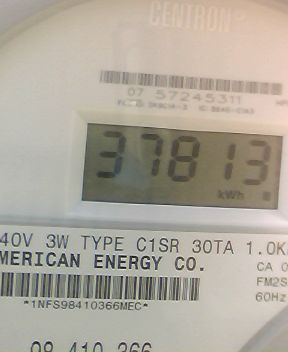 CENTRON
07 57245311
37813
kWh
40V 3W TYPE C1SR 30TA 1.0K
MERICAN ENERGY CO.
CA 0
FM2S
60Hz
*1NFS98410366MEC*
98 410 366